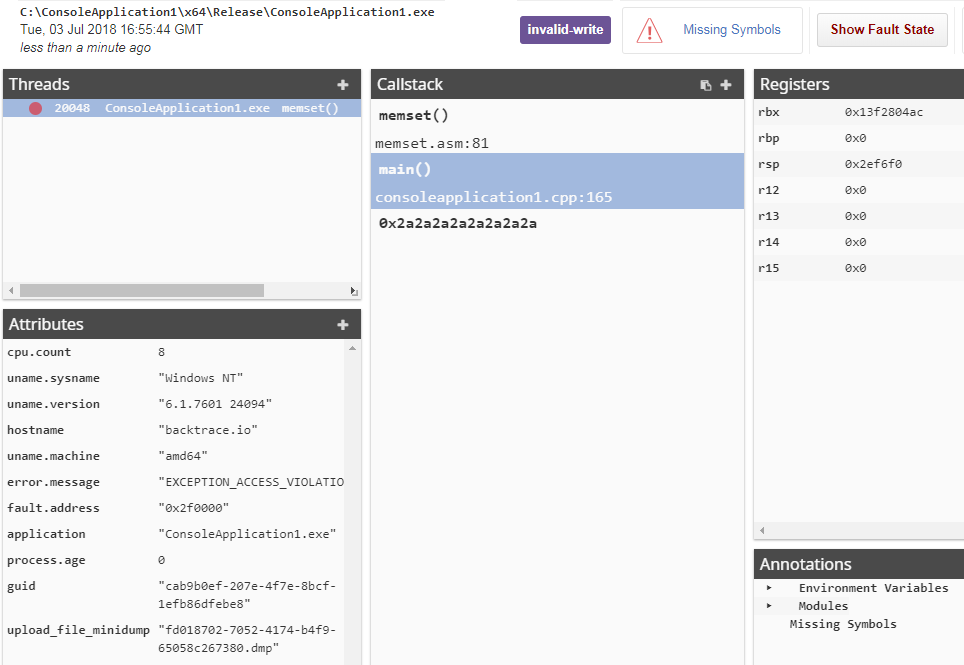 C:\ConsoleApplication1\x64\Release\ConsoleApplication1.exe
Tue, 03 Jul 2018 16:55:44 GMT
less than a minute ago
invalid-write
Missing Symbols
Show Fault State
Threads
20048 ConsoleApplication1.exe memset()
Callstack
memset()
memset.asm:81
main()
consoleapplication1.cpp:165
0x2a2a2a2a2a2a2a2a
Registers
rbx 0x13f2804ac
rbp 0x0
rsp 0x2ef6f0
r12 0x0
r13 0x0
r14 0x0
r15 0x0
Attributes
cpu.count 8
uname.sysname "Windows NT"
uname.version "6.1.7601 24094"
hostname "backtrace.io"
uname.machine "amd64"
error.message "EXCEPTION_ACCESS_VIOLATIO
fault.address "0x2f0000"
application "ConsoleApplication1.exe"
process.age 0
guid "cab9b0ef-207e-4f7e-8bcf-
1efb86dfebe8"
upload_file_minidump "fd018702-7052-4174-b4f9-
65058c267380.dmp"
Annotations
Environment Variables
Modules
Missing Symbols